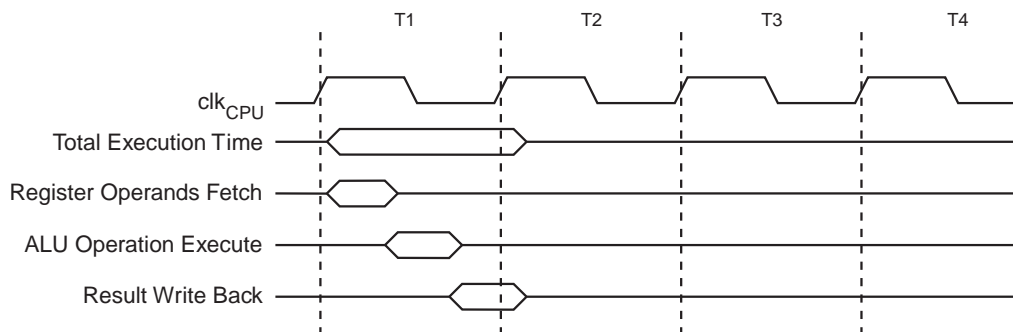 T1 T2 T3 T4
clkCPU
Total Execution Time
Register Operands Fetch
ALU Operation Execute
Result Write Back